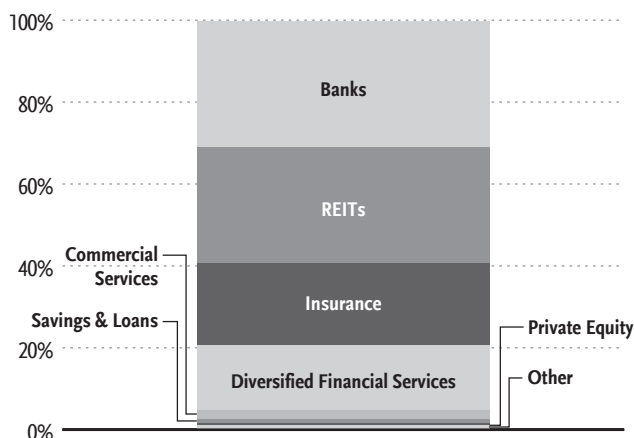 100%
Banks
80%
60%
REITs
Commercial
Services
40%
Insurance
Savings & Loans
Private Equity
20%
Diversified Financial Services
Other
0%